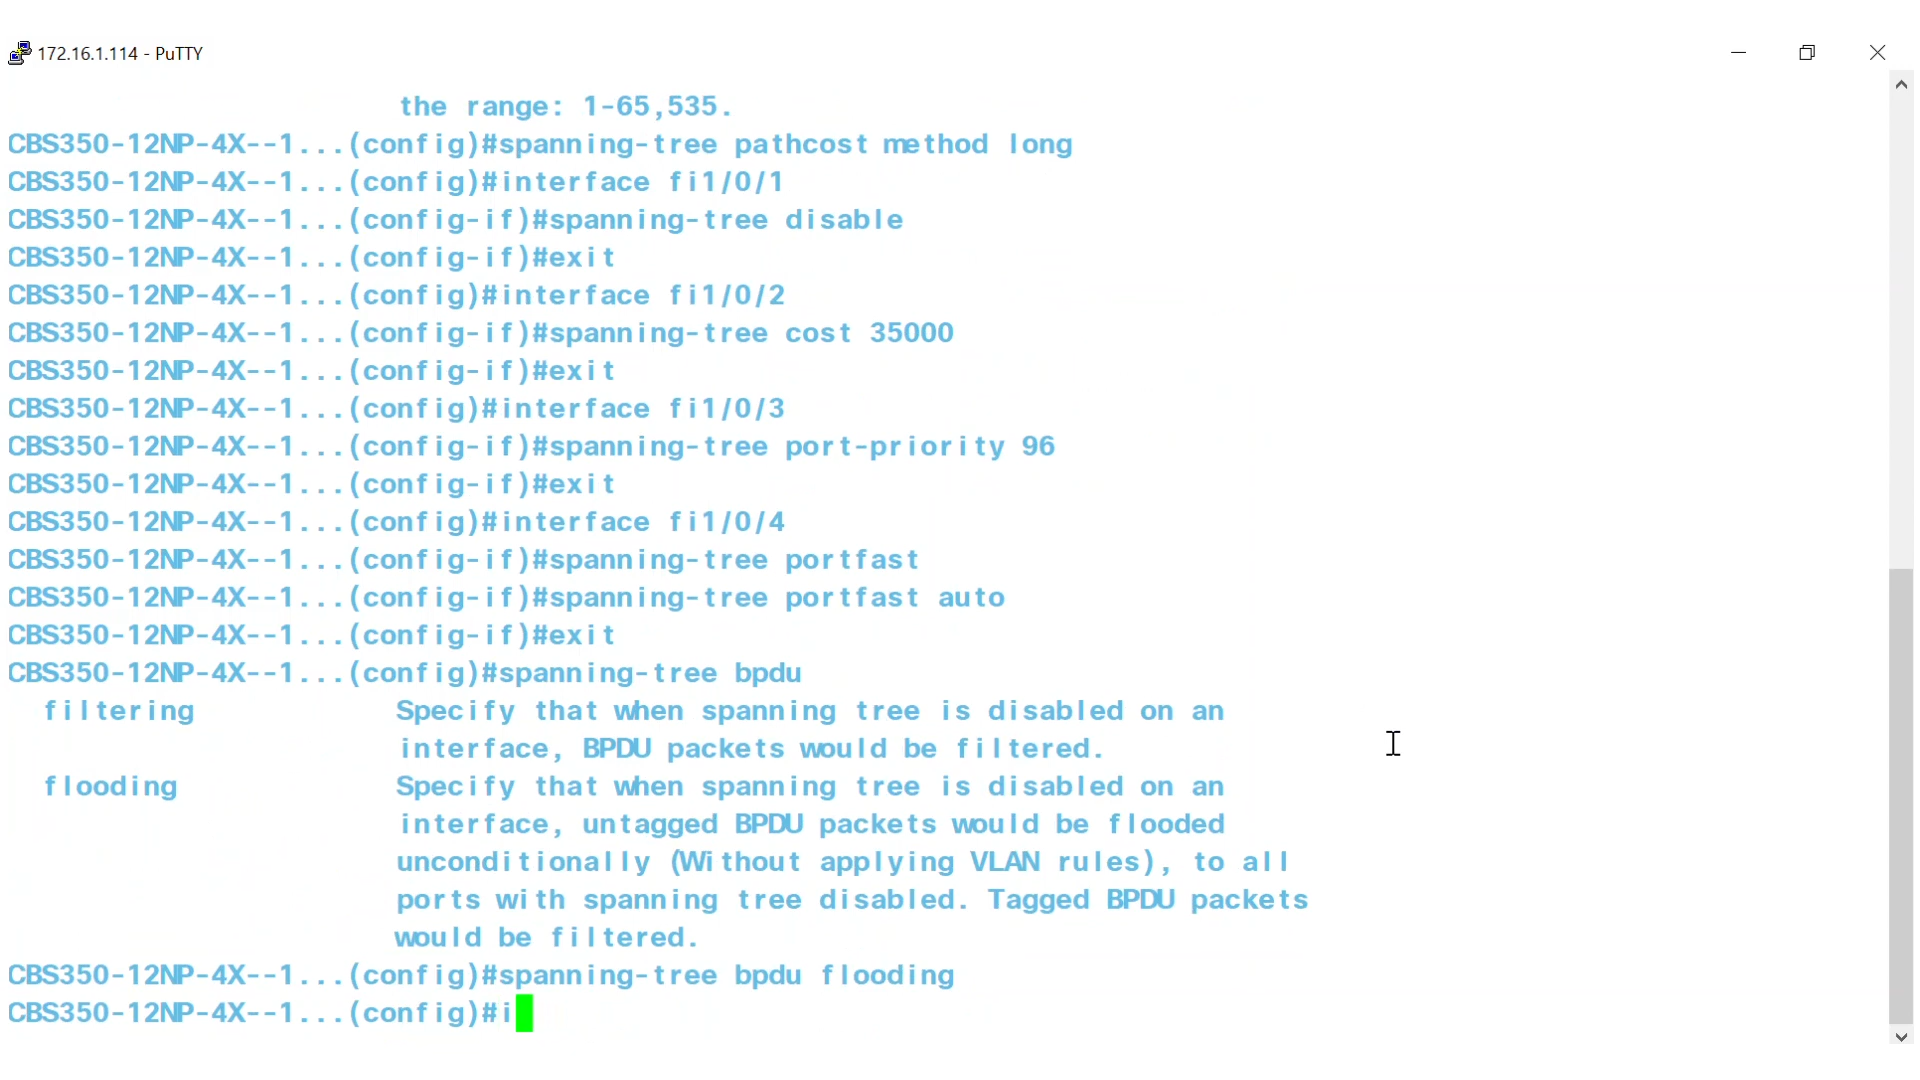 172.16.1.114 - PuTTY
the range: 1-65,535.
CBS350-12NP-4X--1...(config)#spanning-tree pathcost method long
CBS350-12NP-4X--1...(config)#interface fi1/0/1
CBS350-12NP-4X--1...(config-if)#spanning-tree disable
CBS350-12NP-4X--1...(config-if)#exit
CBS350-12NP-4X--1...(config)#interface fi1/0/2
CBS350-12NP-4X--1...(config-if)#spanning-tree cost 35000
CBS350-12NP-4X--1...(config-if)#exit
CBS350-12NP-4X--1...(config)#interface fi1/0/3
CBS350-12NP-4X--1...(config-if)#spanning-tree port-priority 96
CBS350-12NP-4X--1...(config-if)#exit
CBS350-12NP-4X--1...(config)#interface fi1/0/4
CBS350-12NP-4X--1...(config-if)#spanning-tree portfast
CBS350-12NP-4X--1...(config-if)#spanning-tree portfast auto
CBS350-12NP-4X--1...(config-if)#exit
CBS350-12NP-4X--1...(config)#spanning-tree bpdu
filtering Specify that when spanning tree is disabled on an
interface, BPDU packets would be filtered.
flooding Specify that when spanning tree is disabled on an
interface, untagged BPDU packets would be flooded
unconditionally (Without applying VLAN rules), to all
ports with spanning tree disabled. Tagged BPDU packets
would be filtered.
CBS350-12NP-4X--1...(config)#spanning-tree bpdu flooding
CBS350-12NP-4X--1...(config)#i